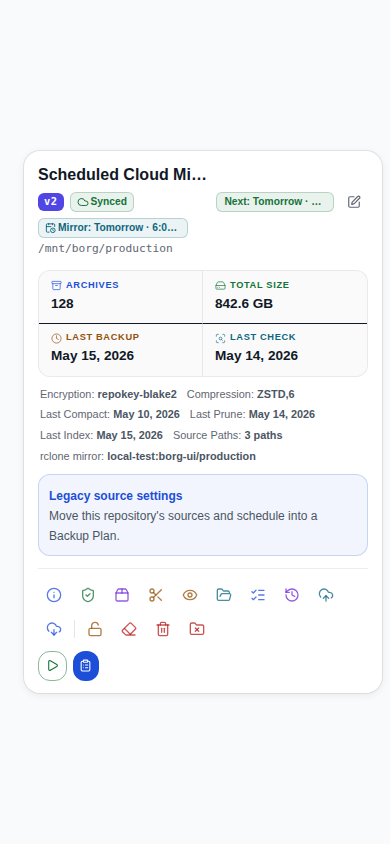 Scheduled Cloud Mi…
v2 Synced Next: Tomorrow · …
Mirror: Tomorrow · 6:0…
/mnt/borg/production
ARCHIVES TOTAL SIZE
128 842.6 GB
LAST BACKUP LAST CHECK
May 15, 2026 May 14, 2026
Encryption: repokey-blake2 Compression: ZSTD,6
Last Compact: May 10, 2026 Last Prune: May 14, 2026
Last Index: May 15, 2026 Source Paths: 3 paths
rclone mirror: local-test:borg-ui/production
Legacy source settings
Move this repository's sources and schedule into a
Backup Plan.